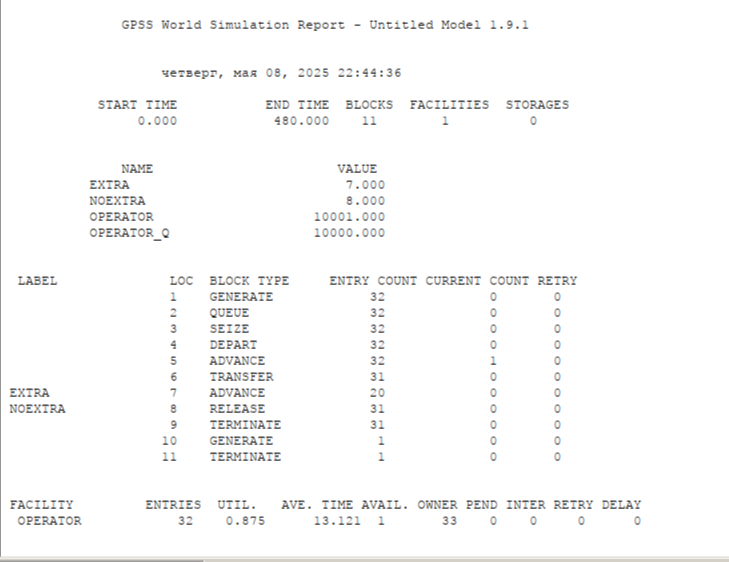 GPSS World Simulation Report - Untitled Model 1.9.1
четверг, мая 08, 2025 22:44:36
START TIME END TIME BLOCKS FACILITIES STORAGES
0.000 480.000 11 1 0
NAME VALUE
EXTRA 7.000
NOEXTRA 8.000
OPERATOR 10001.000
OPERATOR_Q 10000.000
LABEL LOC BLOCK TYPE ENTRY COUNT CURRENT COUNT RETRY
1 GENERATE 32 0 0
2 QUEUE 32 0 0
3 SEIZE 32 0 0
4 DEPART 32 0 0
5 ADVANCE 32 1 0
6 TRANSFER 31 0 0
EXTRA 7 ADVANCE 20 0 0
NOEXTRA 8 RELEASE 31 0 0
9 TERMINATE 31 0 0
10 GENERATE 1 0 0
11 TERMINATE 1 0 0
FACILITY ENTRIES UTIL. AVE. TIME AVAIL. OWNER PEND INTER RETRY DELAY
OPERATOR 32 0.875 13.121 1 33 0 0 0 0